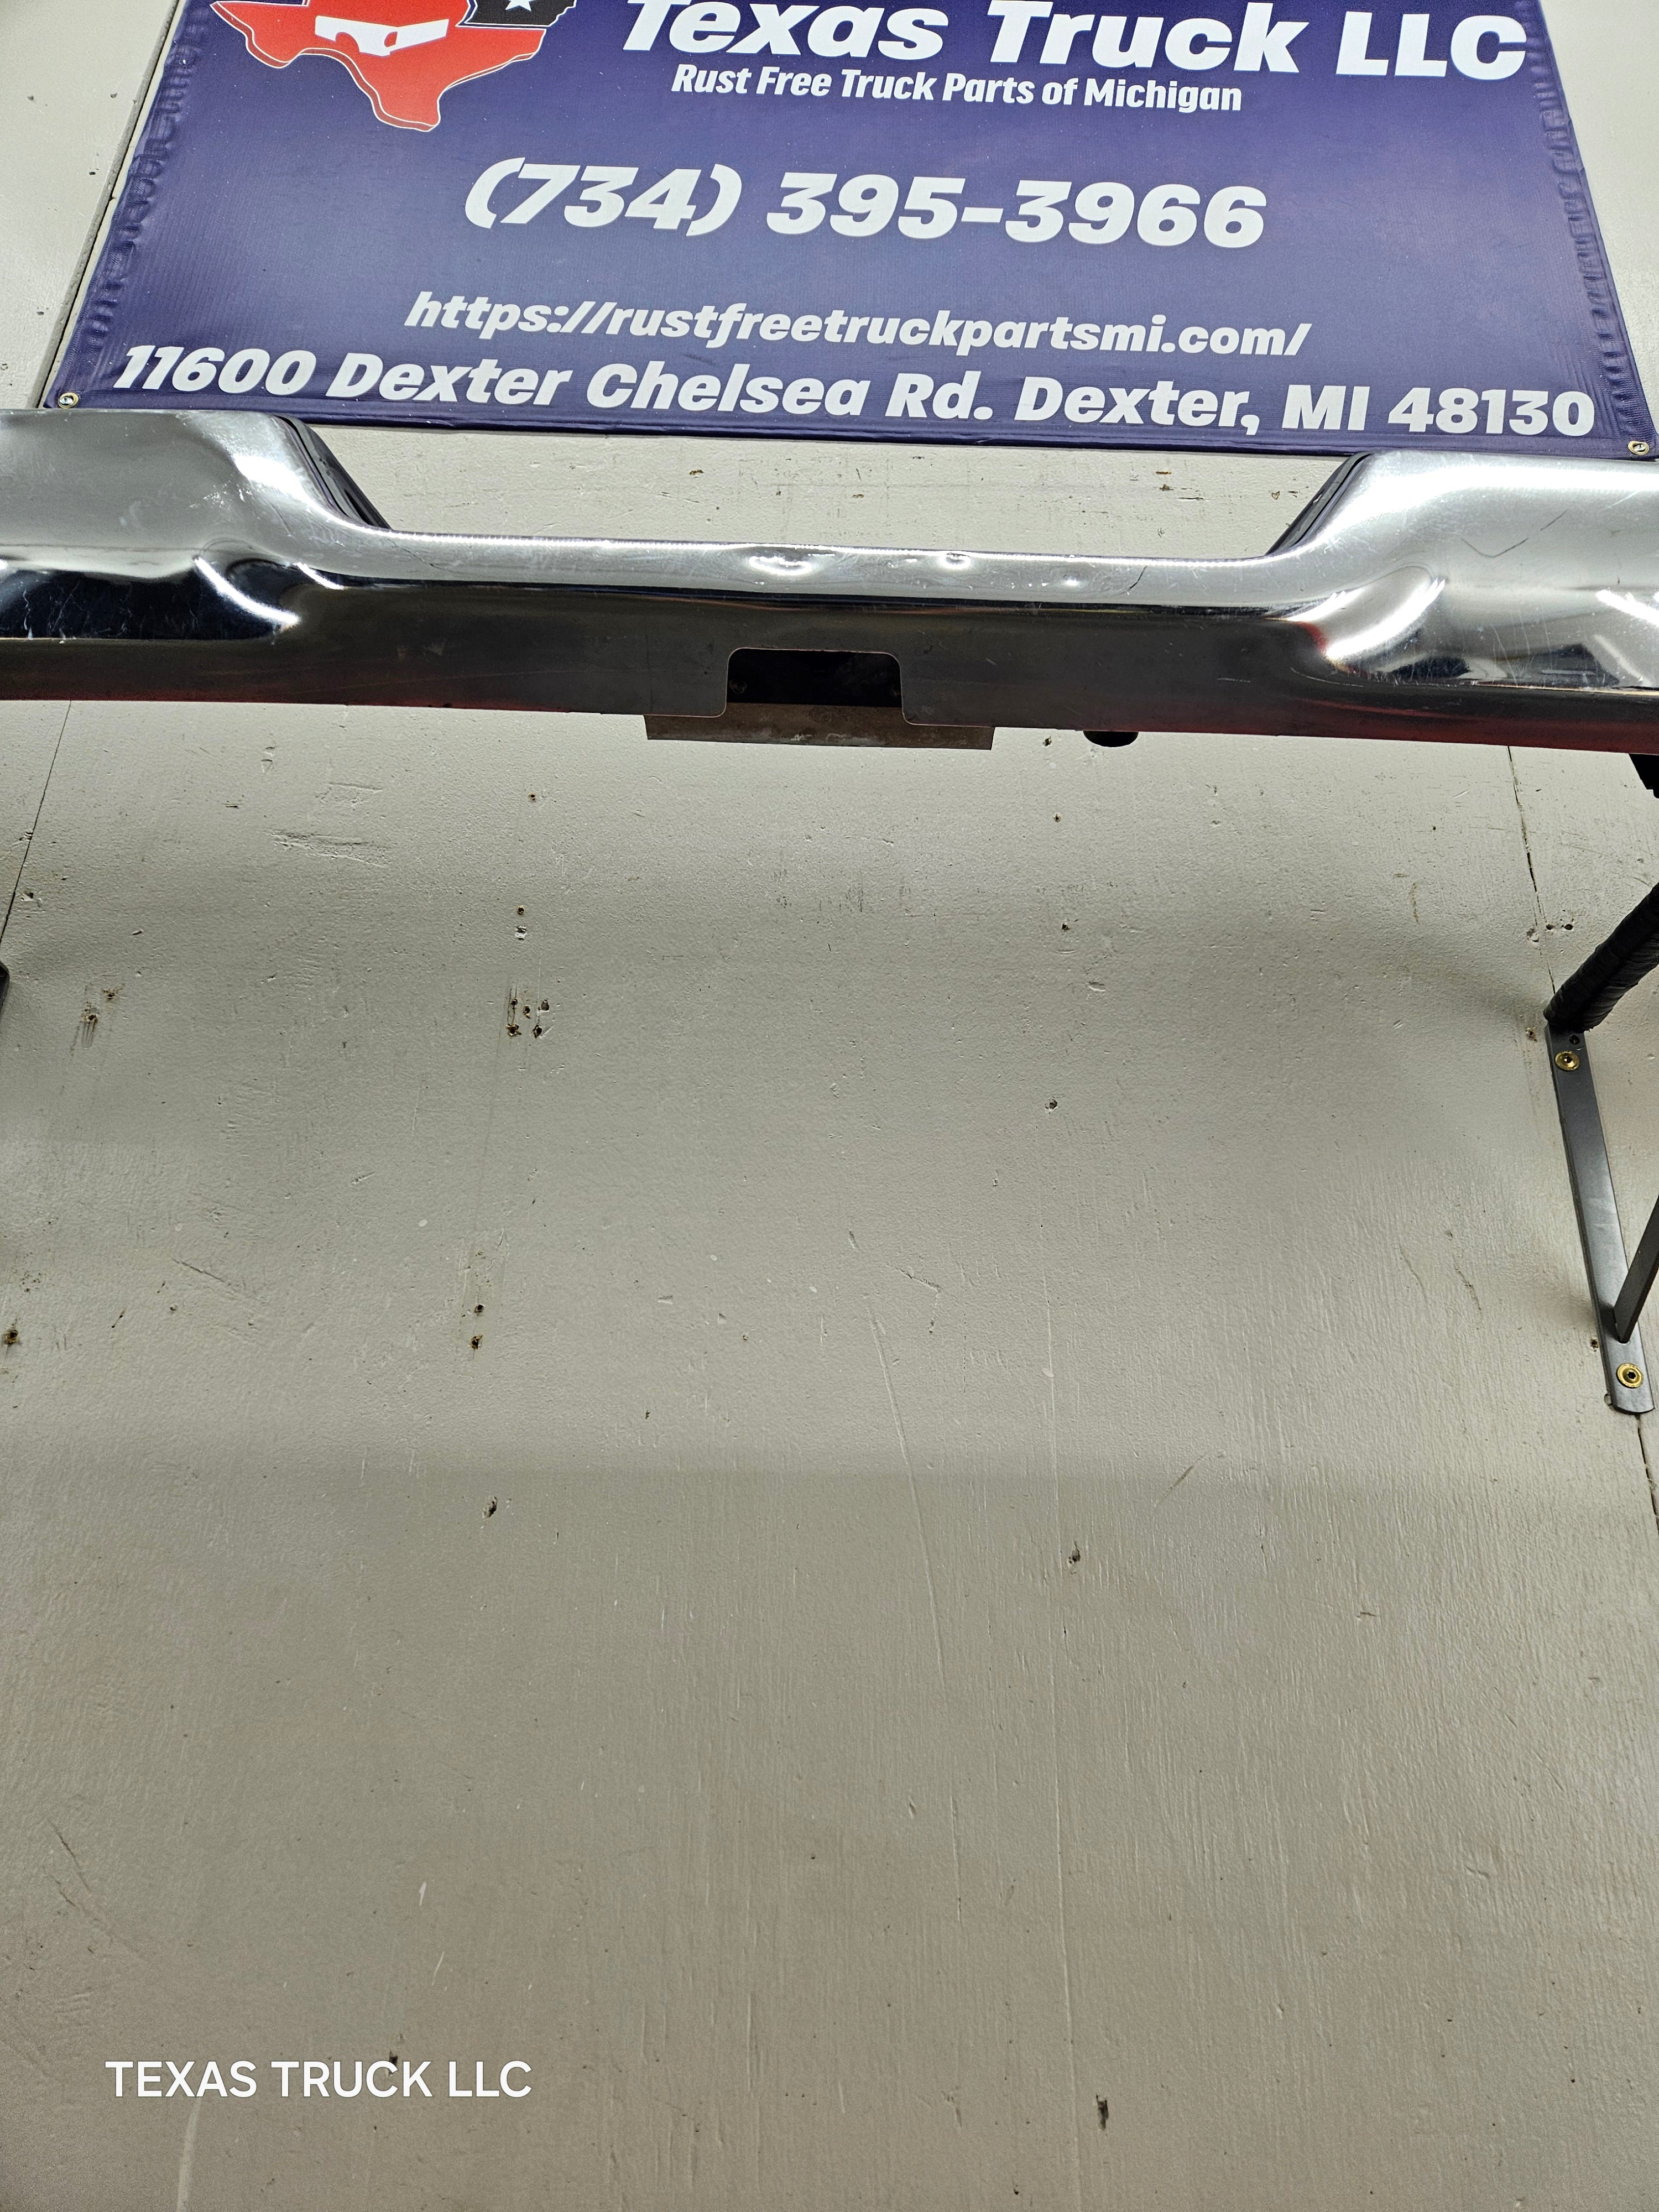 Texas Truck LLC
Rust Free Truck Parts of Michigan
(734) 395-3966
https://rustfreetruckpartsmi.com/
11600 Dexter Chelsea Rd. Dexter, MI 48130
TEXAS TRUCK LLC